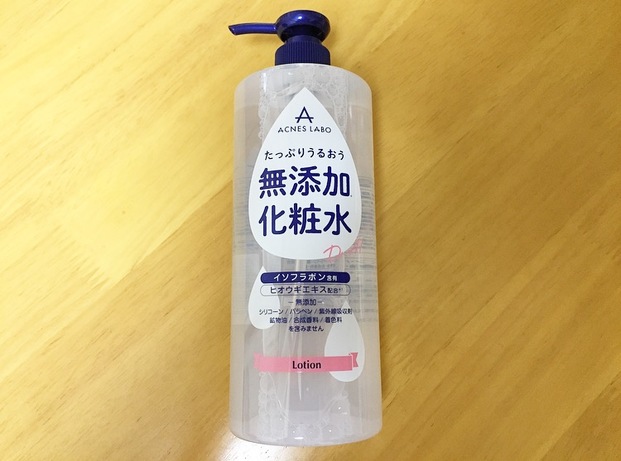 ACNES LABO
たっぷりうるおう
無添加
化粧水
イソフラボン含有
ヒオウギエキス配合
－無添加－
シリコーン/パラベン/紫外線吸収剤
鉱物油/合成香料/着色料
を含みません
Lotion